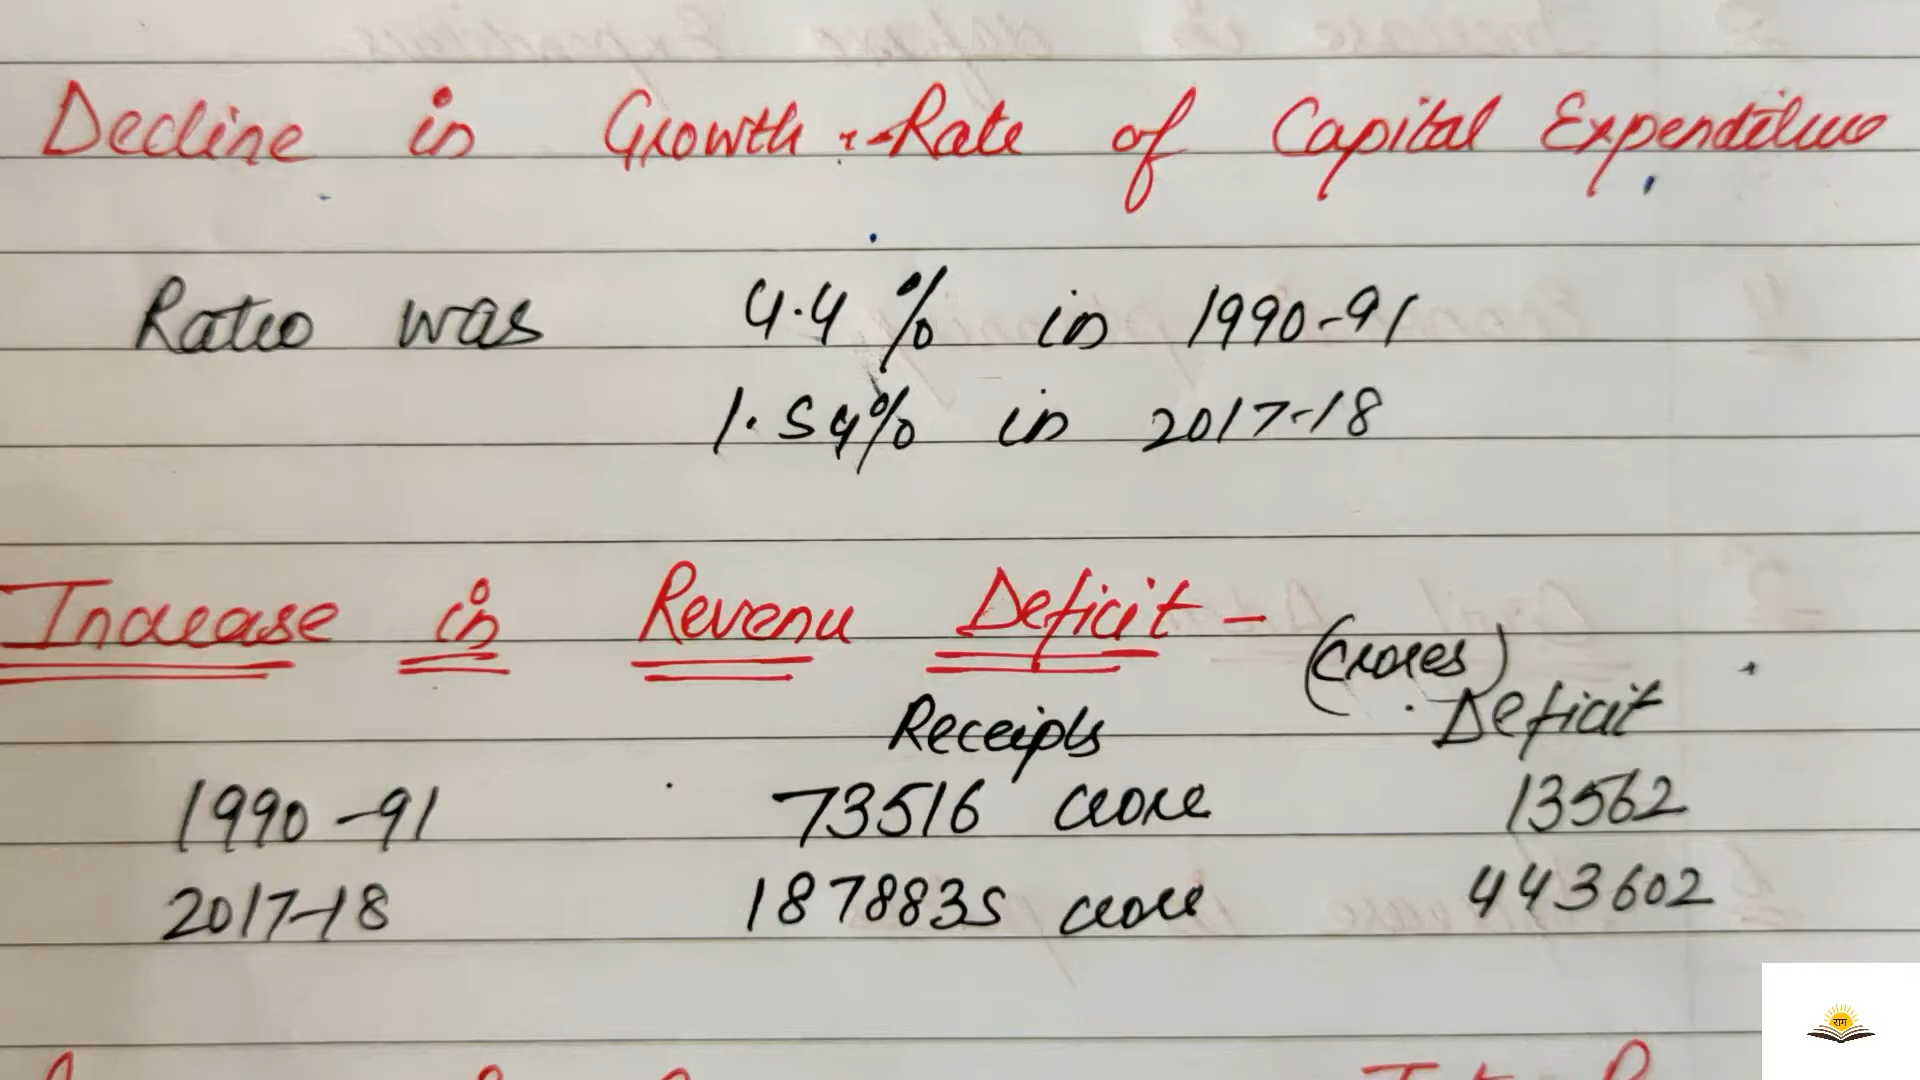 Decline in Growth-Rate of Capital Expenditure
Ratio was 4.4% in 1990-91
1.54% in 2017-18
Increase in Revenu Deficit -
(crores)
Receipts Deficit
1990-91 73516 crore 13562
2017-18 1878835 crore 443602
राम